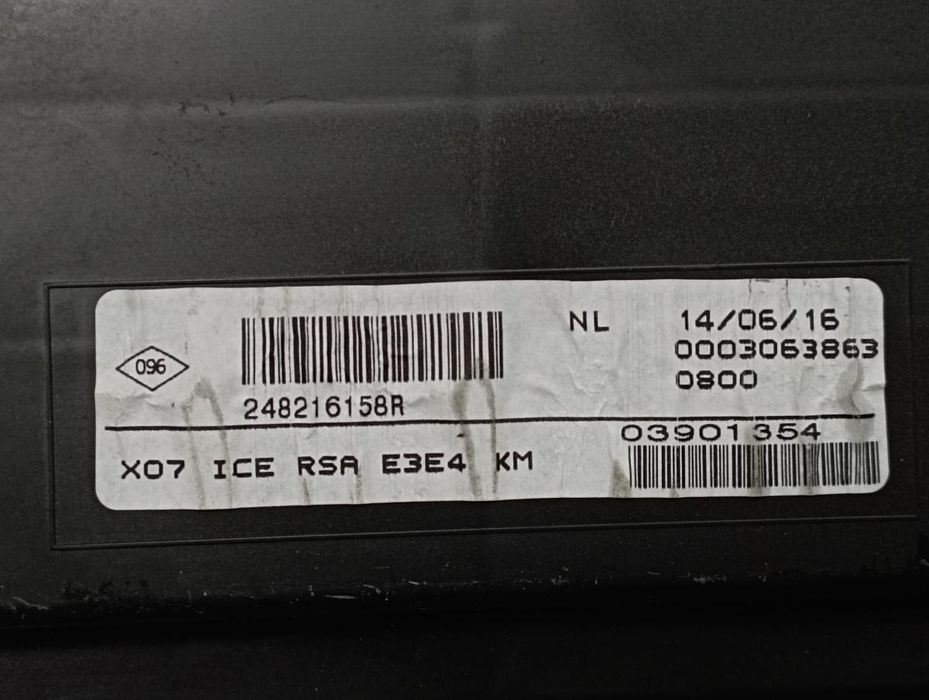 NL 14/06/16
0003063863
096
0800
248216158R
03901354
X07 ICE RSA E3E4 KM